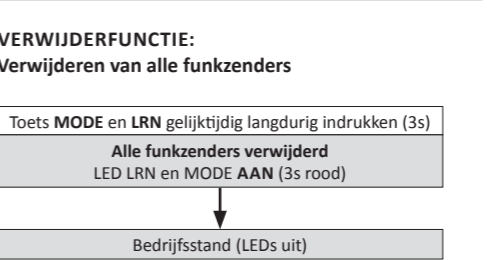 VERWIJDERFUNCTIE:
Verwijderen van alle funkzenders
Toets MODE en LRN gelijktijdig langdurig indrukken (3s)
Alle funkzenders verwijderd
LED LRN en MODE AAN (3s rood)
Bedrijfsstand (LEDs uit)